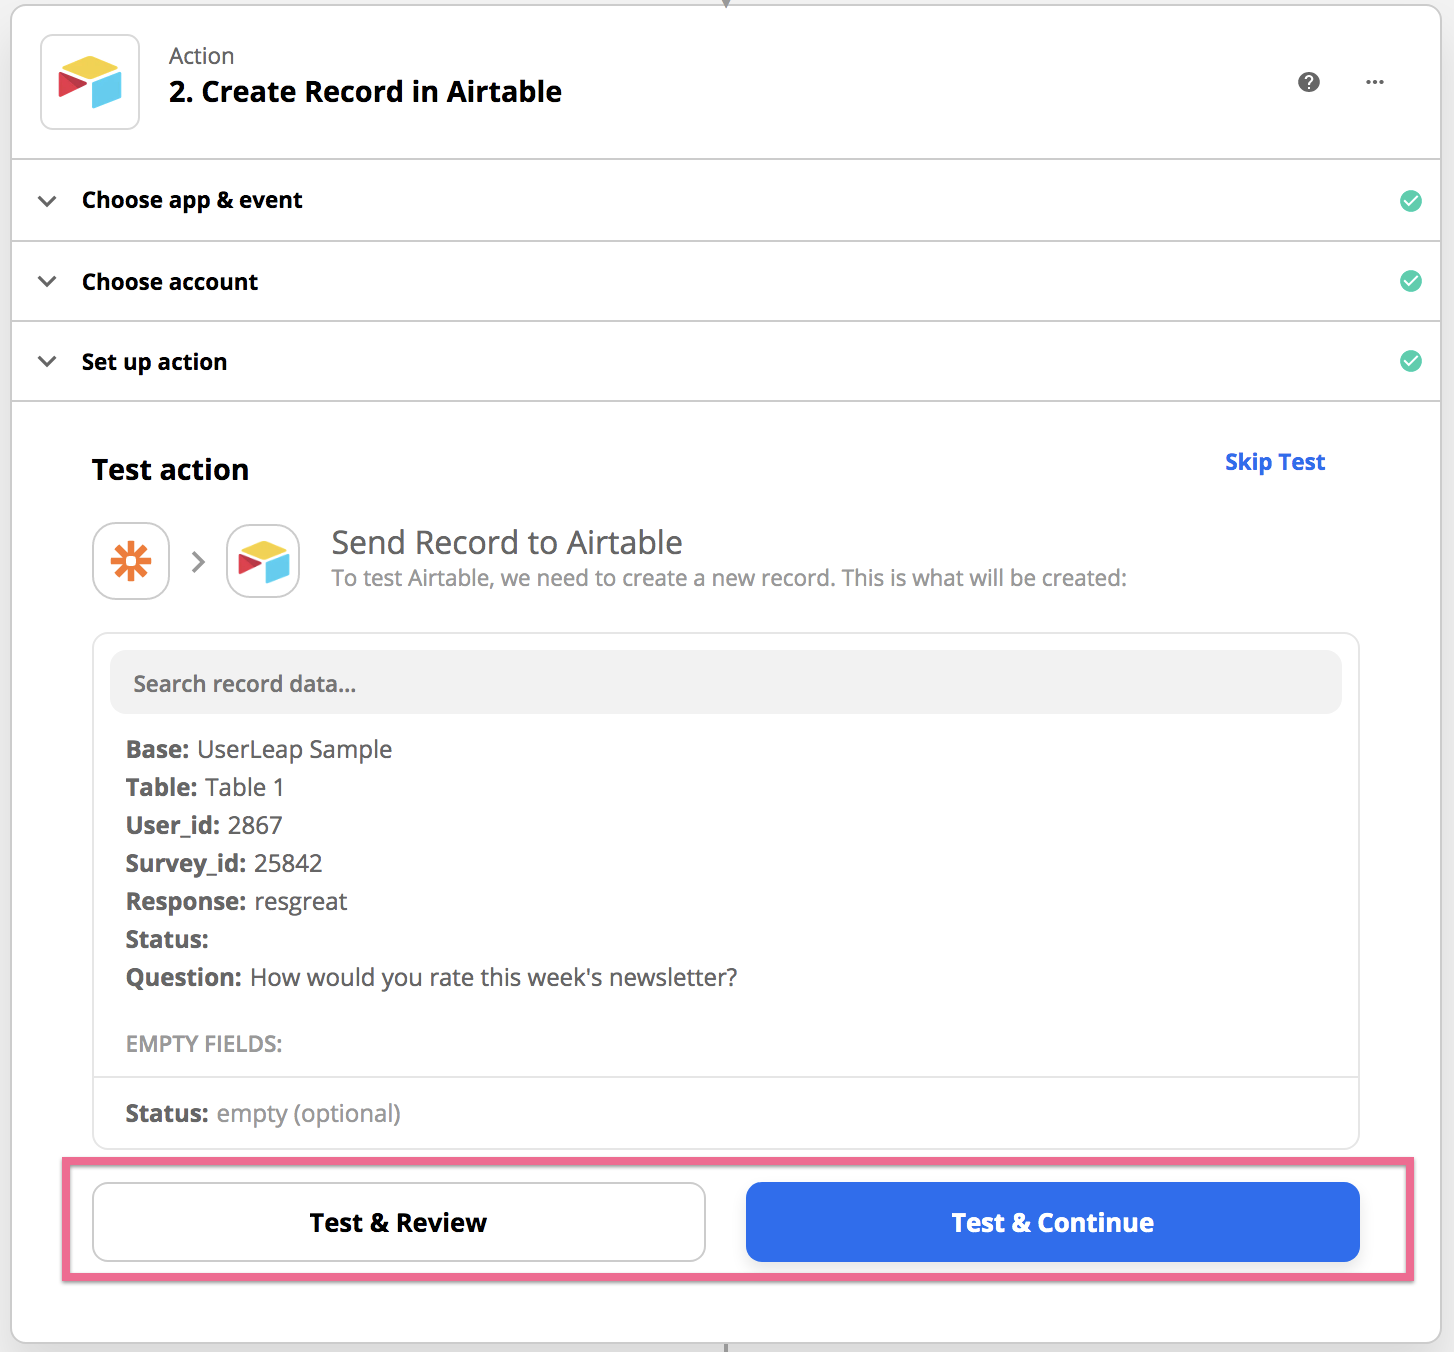 Action
2. Create Record in Airtable
Choose app & event
Choose account
Set up action
Test action
Skip Test
Send Record to Airtable
To test Airtable, we need to create a new record. This is what will be created:
Search record data...
Base: UserLeap Sample
Table: Table 1
User_id: 2867
Survey_id: 25842
Response: resgreat
Status:
Question: How would you rate this week's newsletter?
EMPTY FIELDS:
Status: empty (optional)
Test & Review
Test & Continue